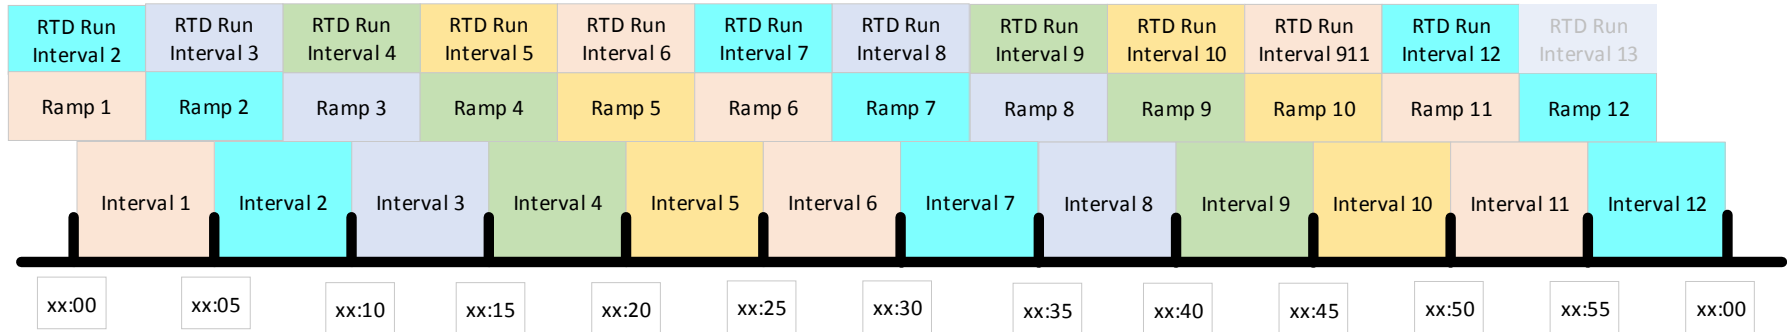 RTD Run
Interval 2
RTD Run
Interval 3
RTD Run
Interval 4
RTD Run
Interval 5
RTD Run
Interval 6
RTD Run
Interval 7
RTD Run
Interval 8
RTD Run
Interval 9
RTD Run
Interval 10
RTD Run
Interval 911
RTD Run
Interval 12
RTD Run
Interval 13
Ramp 1
Ramp 2
Ramp 3
Ramp 4
Ramp 5
Ramp 6
Ramp 7
Ramp 8
Ramp 9
Ramp 10
Ramp 11
Ramp 12
Interval 1
Interval 2
Interval 3
Interval 4
Interval 5
Interval 6
Interval 7
Interval 8
Interval 9
Interval 10
Interval 11
Interval 12
xx:00
xx:05
xx:10
xx:15
xx:20
xx:25
xx:30
xx:35
xx:40
xx:45
xx:50
xx:55
xx:00